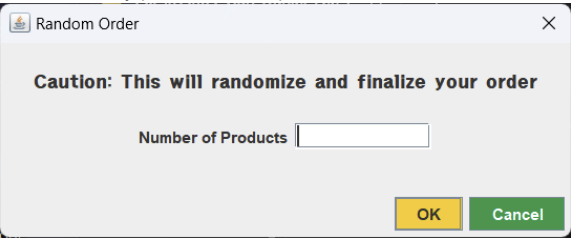 Random Order
Caution: This will randomize and finalize your order
Number of Products
OK
Cancel